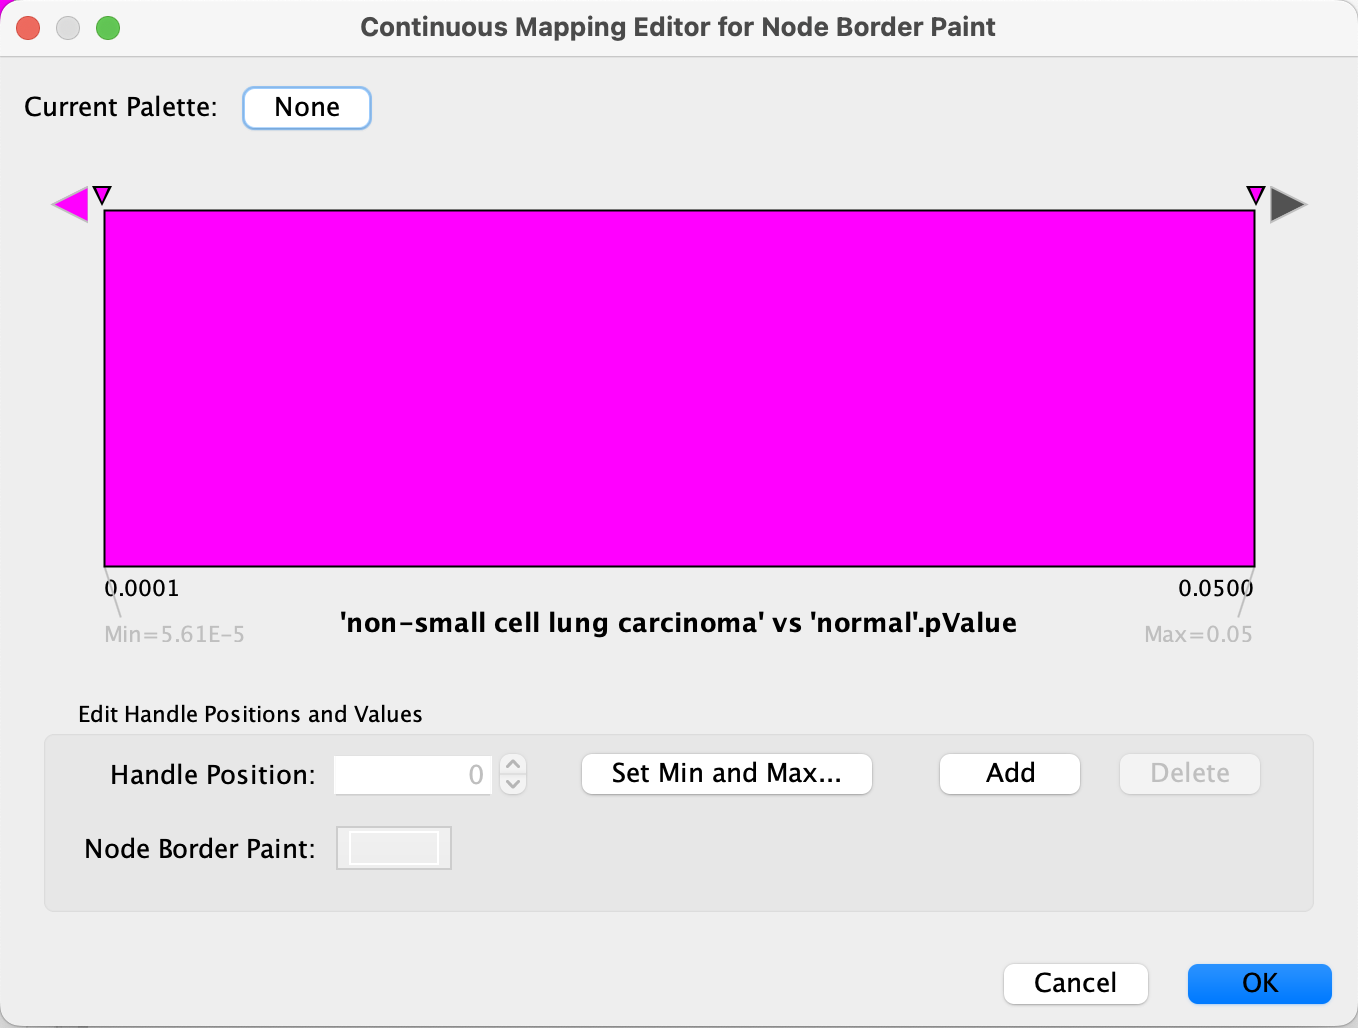 Continuous Mapping Editor for Node Border Paint
Current Palette: None
0.0001 0.0500
Min=5.61E-5 'non-small cell lung carcinoma' vs 'normal'.pValue Max=0.05
Edit Handle Positions and Values
Handle Position: 0 Set Min and Max... Add Delete
Node Border Paint:
Cancel OK